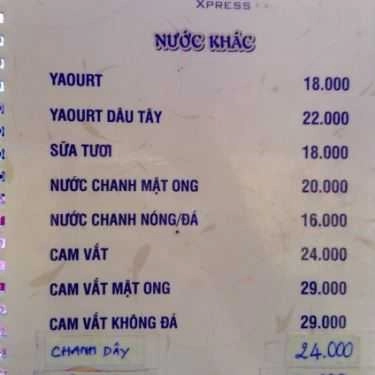 XPRESS
NƯỚC KHÁC
YAOURT 18.000
YAOURT DÂU TÂY 22.000
SỮA TƯƠI 18.000
NƯỚC CHANH MẬT ONG 20.000
NƯỚC CHANH NÓNG/ĐÁ 16.000
CAM VẮT 24.000
CAM VẮT MẬT ONG 29.000
CAM VẮT KHÔNG ĐÁ 29.000
CHANH DÂY 24.000